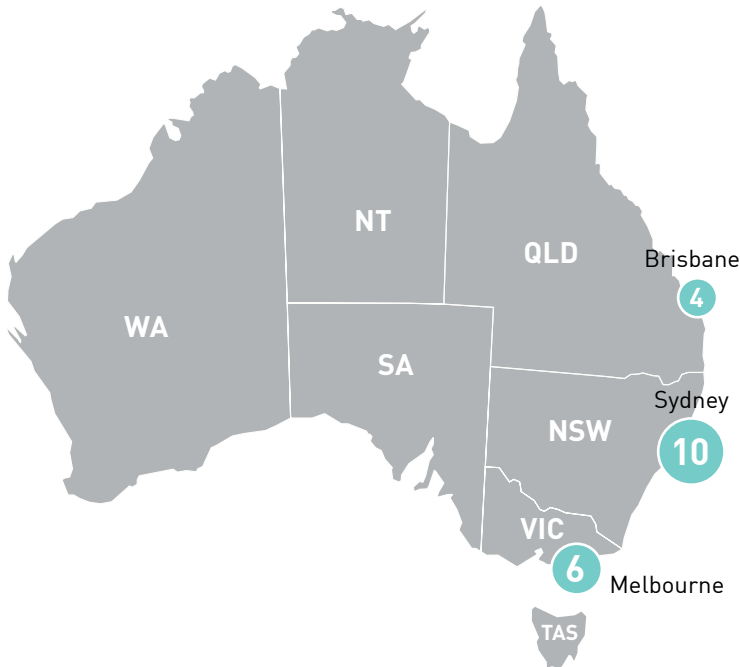 NT
QLD
Brisbane
4
WA
SA
Sydney
NSW
10
VIC
6
Melbourne
TAS